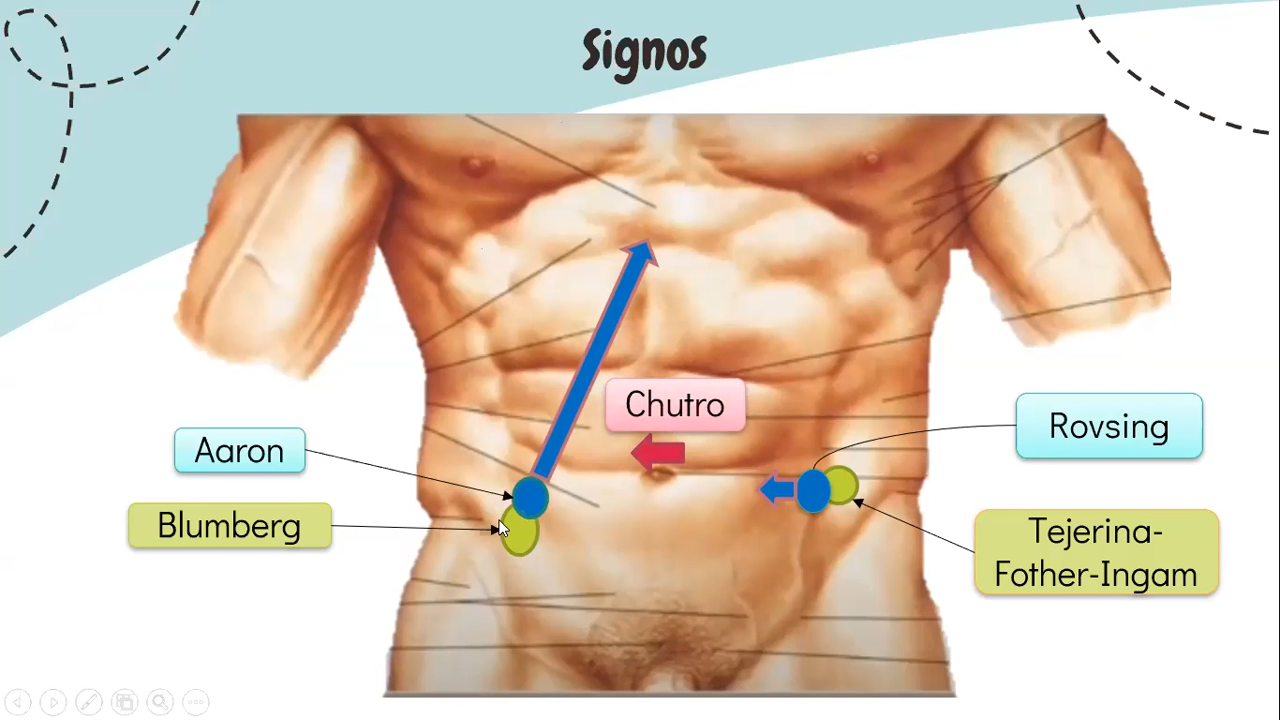 Signos
Chutro
Aaron
Rovsing
Blumberg
Tejerina-
Fother-Ingam